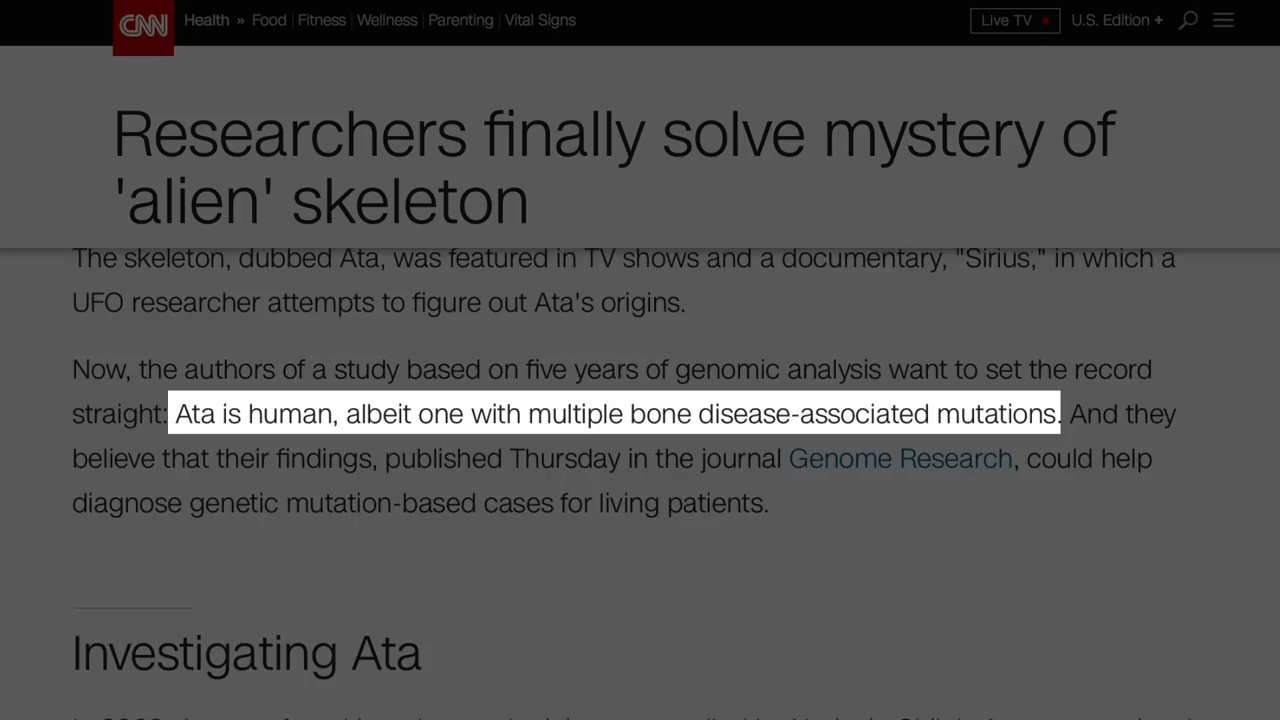 CNN Health » Food | Fitness | Wellness | Parenting | Vital Signs Live TV U.S. Edition +
Researchers finally solve mystery of
'alien' skeleton
The skeleton, dubbed Ata, was featured in TV shows and a documentary, "Sirius," in which a
UFO researcher attempts to figure out Ata's origins.
Now, the authors of a study based on five years of genomic analysis want to set the record
straight: Ata is human, albeit one with multiple bone disease-associated mutations. And they
believe that their findings, published Thursday in the journal Genome Research, could help
diagnose genetic mutation-based cases for living patients.
Investigating Ata